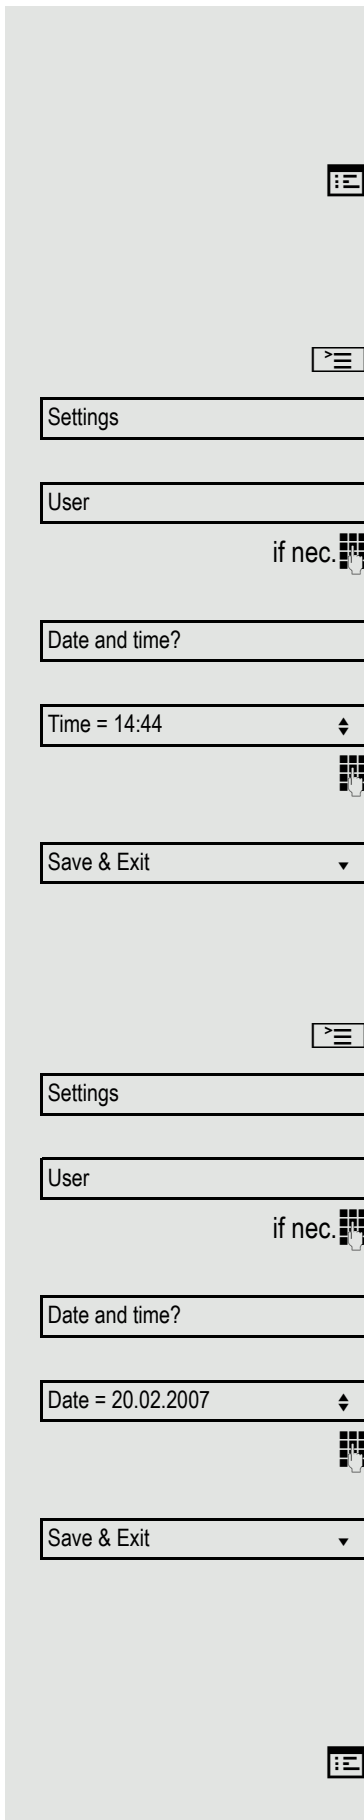 Settings
User
if nec.
Date and time?
Time = 14:44
Save & Exit
Settings
User
if nec.
Date and time?
Date = 20.02.2007
Save & Exit